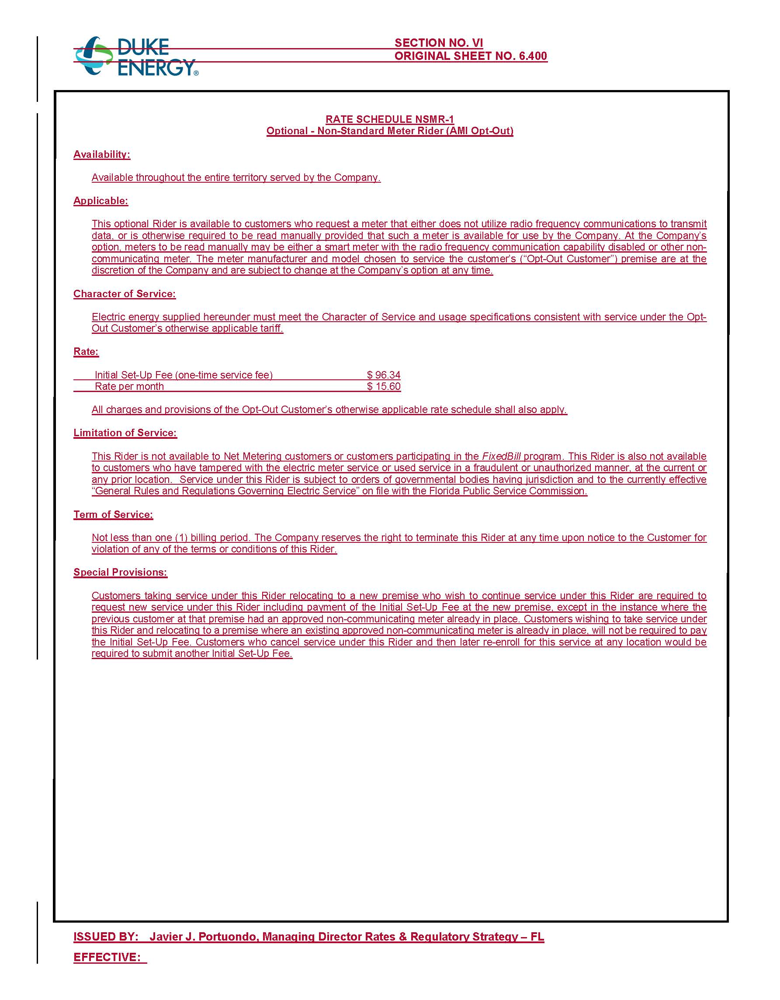 DUKE
ENERGY®
SECTION NO. VI
ORIGINAL SHEET NO. 6.400
RATE SCHEDULE NSMR-1
Optional - Non-Standard Meter Rider (AMI Opt-Out)
Availability:
Available throughout the entire territory served by the Company.
Applicable:
This optional Rider is available to customers who request a meter that either does not utilize radio frequency communications to transmit
data, or is otherwise required to be read manually provided that such a meter is available for use by the Company. At the Company's
option, meters to be read manually may be either a smart meter with the radio frequency communication capability disabled or other non-
communicating meter. The meter manufacturer and model chosen to service the customer's (“Opt-Out Customer”) premise are at the
discretion of the Company and are subject to change at the Company's option at any time.
Character of Service:
Electric energy supplied hereunder must meet the Character of Service and usage specifications consistent with service under the Opt-
Out Customer's otherwise applicable tariff.
Rate:
Initial Set-Up Fee (one-time service fee) $ 96.34
Rate per month $ 15.60
All charges and provisions of the Opt-Out Customer's otherwise applicable rate schedule shall also apply.
Limitation of Service:
This Rider is not available to Net Metering customers or customers participating in the FixedBill program. This Rider is also not available
to customers who have tampered with the electric meter service or used service in a fraudulent or unauthorized manner, at the current or
any prior location.  Service under this Rider is subject to orders of governmental bodies having jurisdiction and to the currently effective
“General Rules and Regulations Governing Electric Service” on file with the Florida Public Service Commission.
Term of Service:
Not less than one (1) billing period. The Company reserves the right to terminate this Rider at any time upon notice to the Customer for
violation of any of the terms or conditions of this Rider.
Special Provisions:
Customers taking service under this Rider relocating to a new premise who wish to continue service under this Rider are required to
request new service under this Rider including payment of the Initial Set-Up Fee at the new premise, except in the instance where the
previous customer at that premise had an approved non-communicating meter already in place. Customers wishing to take service under
this Rider and relocating to a premise where an existing approved non-communicating meter is already in place, will not be required to pay
the Initial Set-Up Fee. Customers who cancel service under this Rider and then later re-enroll for this service at any location would be
required to submit another Initial Set-Up Fee.
ISSUED BY: Javier J. Portuondo, Managing Director Rates & Regulatory Strategy – FL
EFFECTIVE: